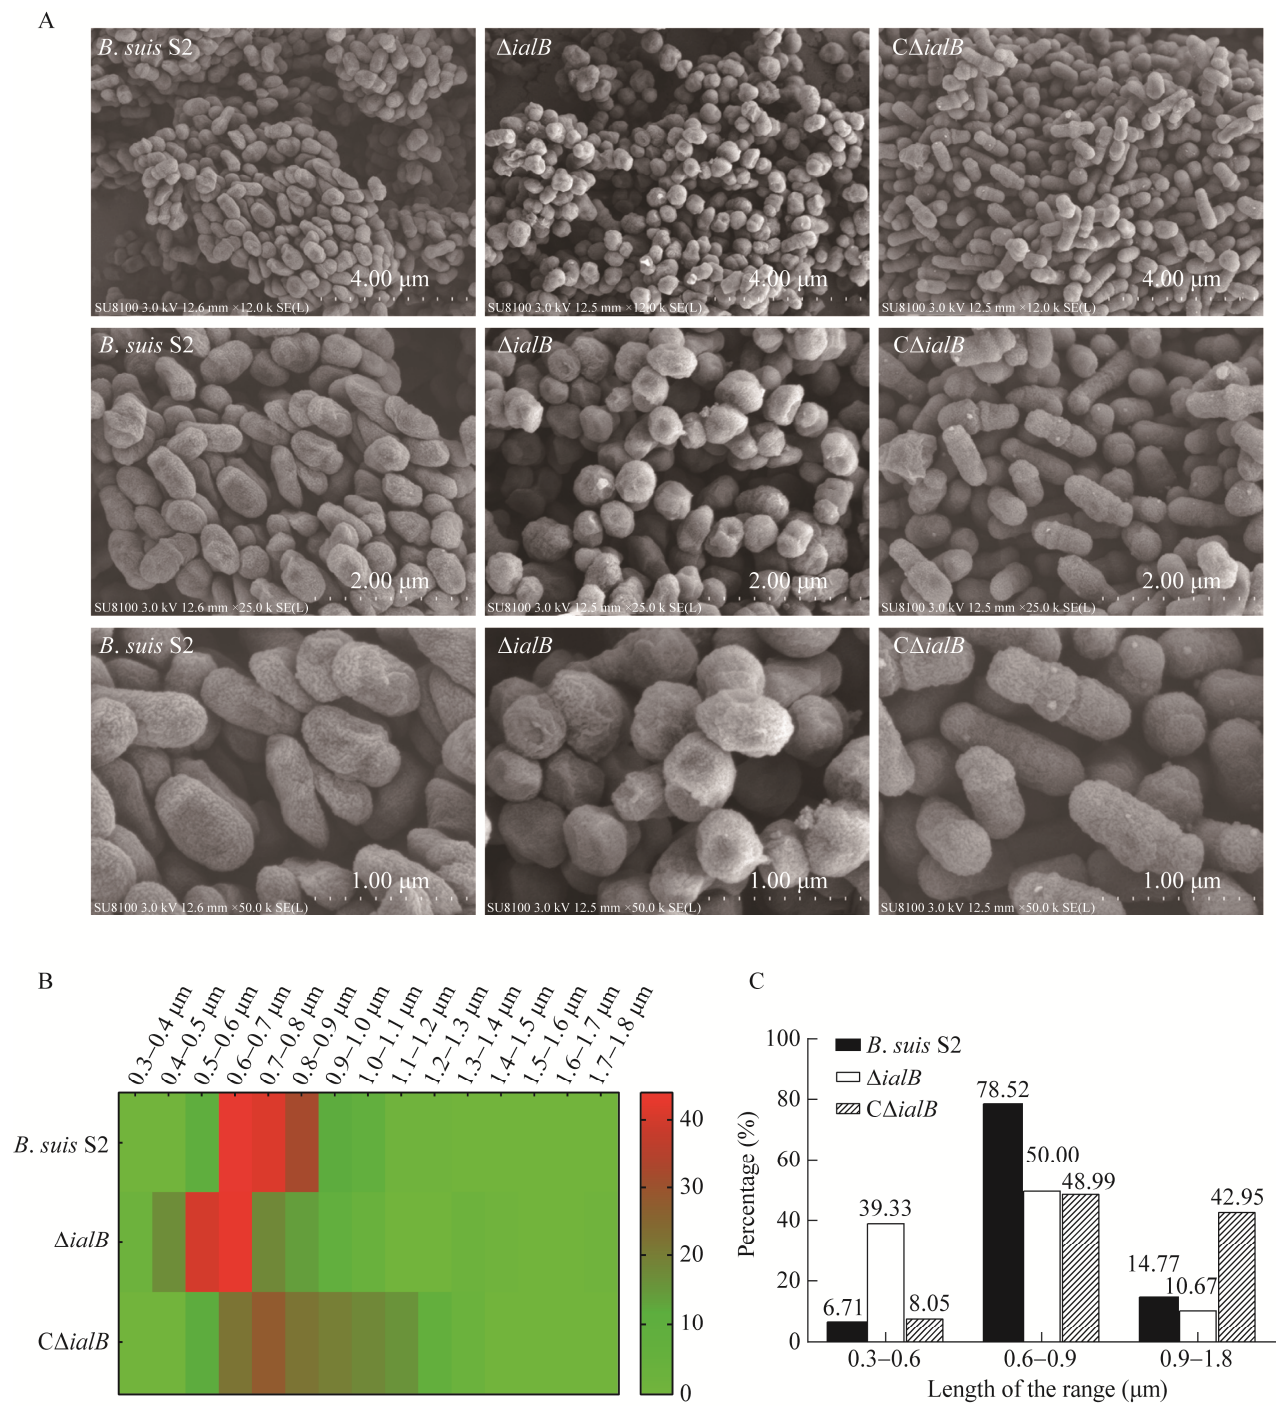 A
B. suis S2
4.00 μm
SU8100 3.0 kV 12.6 mm ×12.0 k SE(L)
ΔialB
4.00 μm
SU8100 3.0 kV 12.5 mm ×12.0 k SE(L)
CΔialB
4.00 μm
SU8100 3.0 kV 12.5 mm ×12.0 k SE(L)
B. suis S2
2.00 μm
SU8100 3.0 kV 12.6 mm ×25.0 k SE(L)
ΔialB
2.00 μm
SU8100 3.0 kV 12.5 mm ×25.0 k SE(L)
CΔialB
2.00 μm
SU8100 3.0 kV 12.5 mm ×25.0 k SE(L)
B. suis S2
1.00 μm
SU8100 3.0 kV 12.6 mm ×50.0 k SE(L)
ΔialB
1.00 μm
SU8100 3.0 kV 12.5 mm ×50.0 k SE(L)
CΔialB
1.00 μm
SU8100 3.0 kV 12.5 mm ×50.0 k SE(L)
B
0.3–0.4 μm
0.4–0.5 μm
0.5–0.6 μm
0.6–0.7 μm
0.7–0.8 μm
0.8–0.9 μm
0.9–1.0 μm
1.0–1.1 μm
1.1–1.2 μm
1.2–1.3 μm
1.3–1.4 μm
1.4–1.5 μm
1.5–1.6 μm
1.6–1.7 μm
1.7–1.8 μm
B. suis S2
ΔialB
CΔialB
40
30
20
10
0
C
Percentage (%)
100
80
60
40
20
0
B. suis S2
ΔialB
CΔialB
6.71
39.33
8.05
78.52
50.00
48.99
14.77
10.67
42.95
0.3–0.6
0.6–0.9
0.9–1.8
Length of the range (μm)